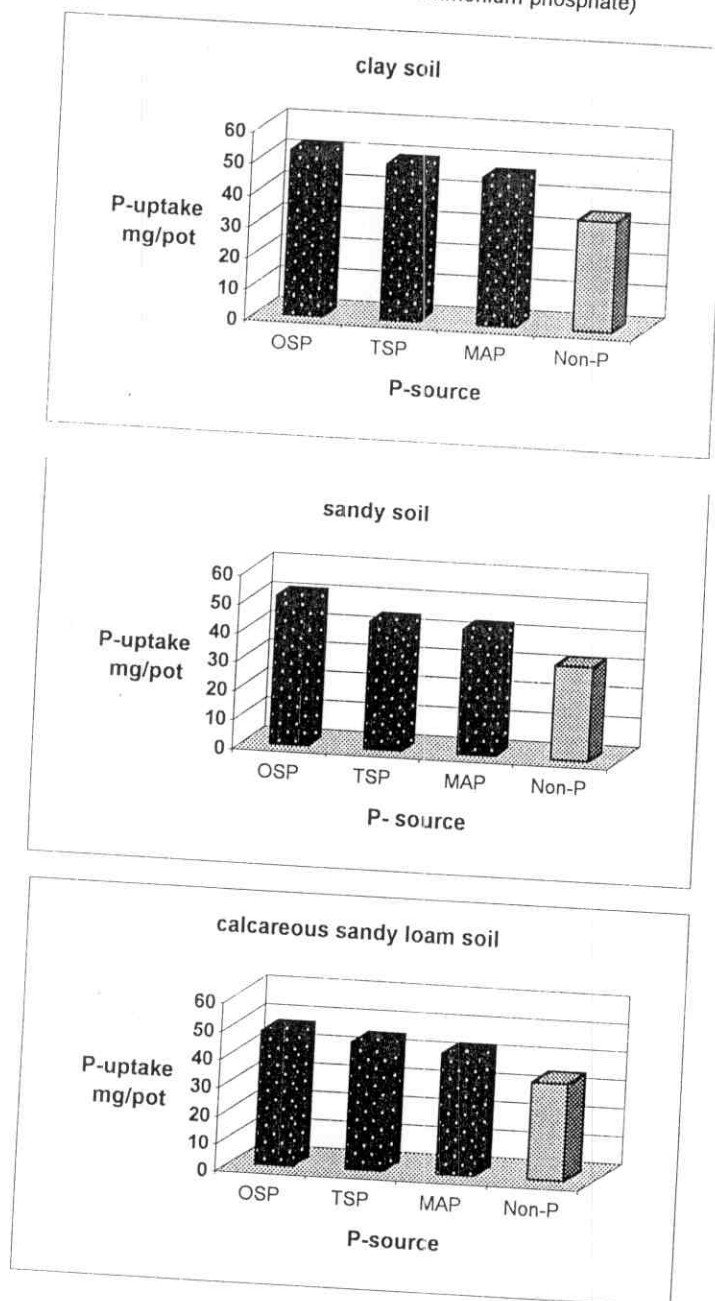 phosphate)
clay soil
60
50
40
30
20
10
0
P-uptake
mg/pot
OSP TSP MAP Non-P
P-source
sandy soil
60
50
40
30
20
10
0
P-uptake
mg/pot
OSP TSP MAP Non-P
P- source
calcareous sandy loam soil
60
50
40
30
20
10
0
P-uptake
mg/pot
OSP TSP MAP Non-P
P-source